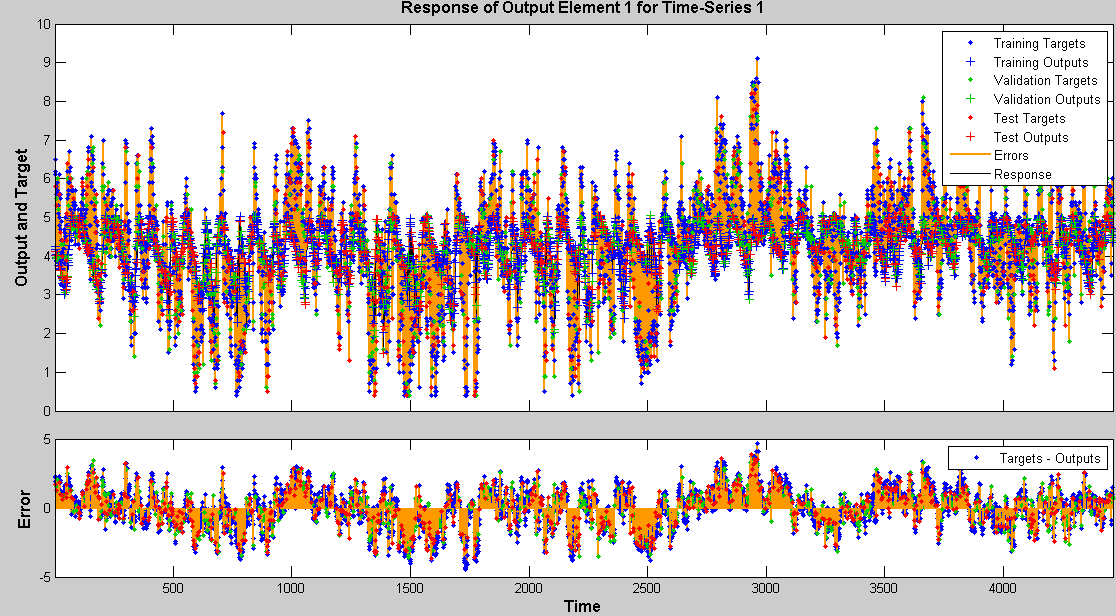 Response of Output Element 1 for Time-Series 1
Output and Target
10
9
8
7
6
5
4
3
2
1
0
Training Targets
Training Outputs
Validation Targets
Validation Outputs
Test Targets
Test Outputs
Errors
Response
Error
5
0
-5
Targets - Outputs
500 1000 1500 2000 2500 3000 3500 4000
Time